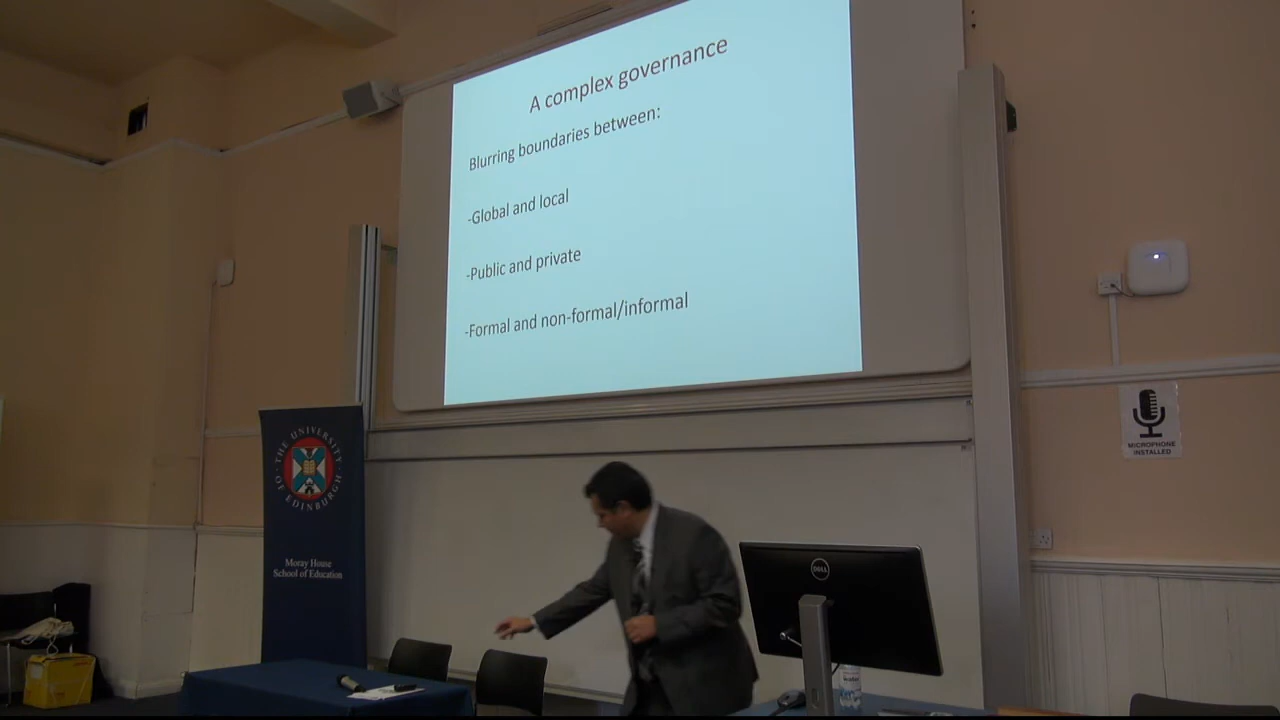 A complex governance
Blurring boundaries between:
-Global and local
-Public and private
-Formal and non-formal/informal
THE UNIVERSITY OF EDINBURGH
Moray House
School of Education
MICROPHONE
INSTALLED
DELL